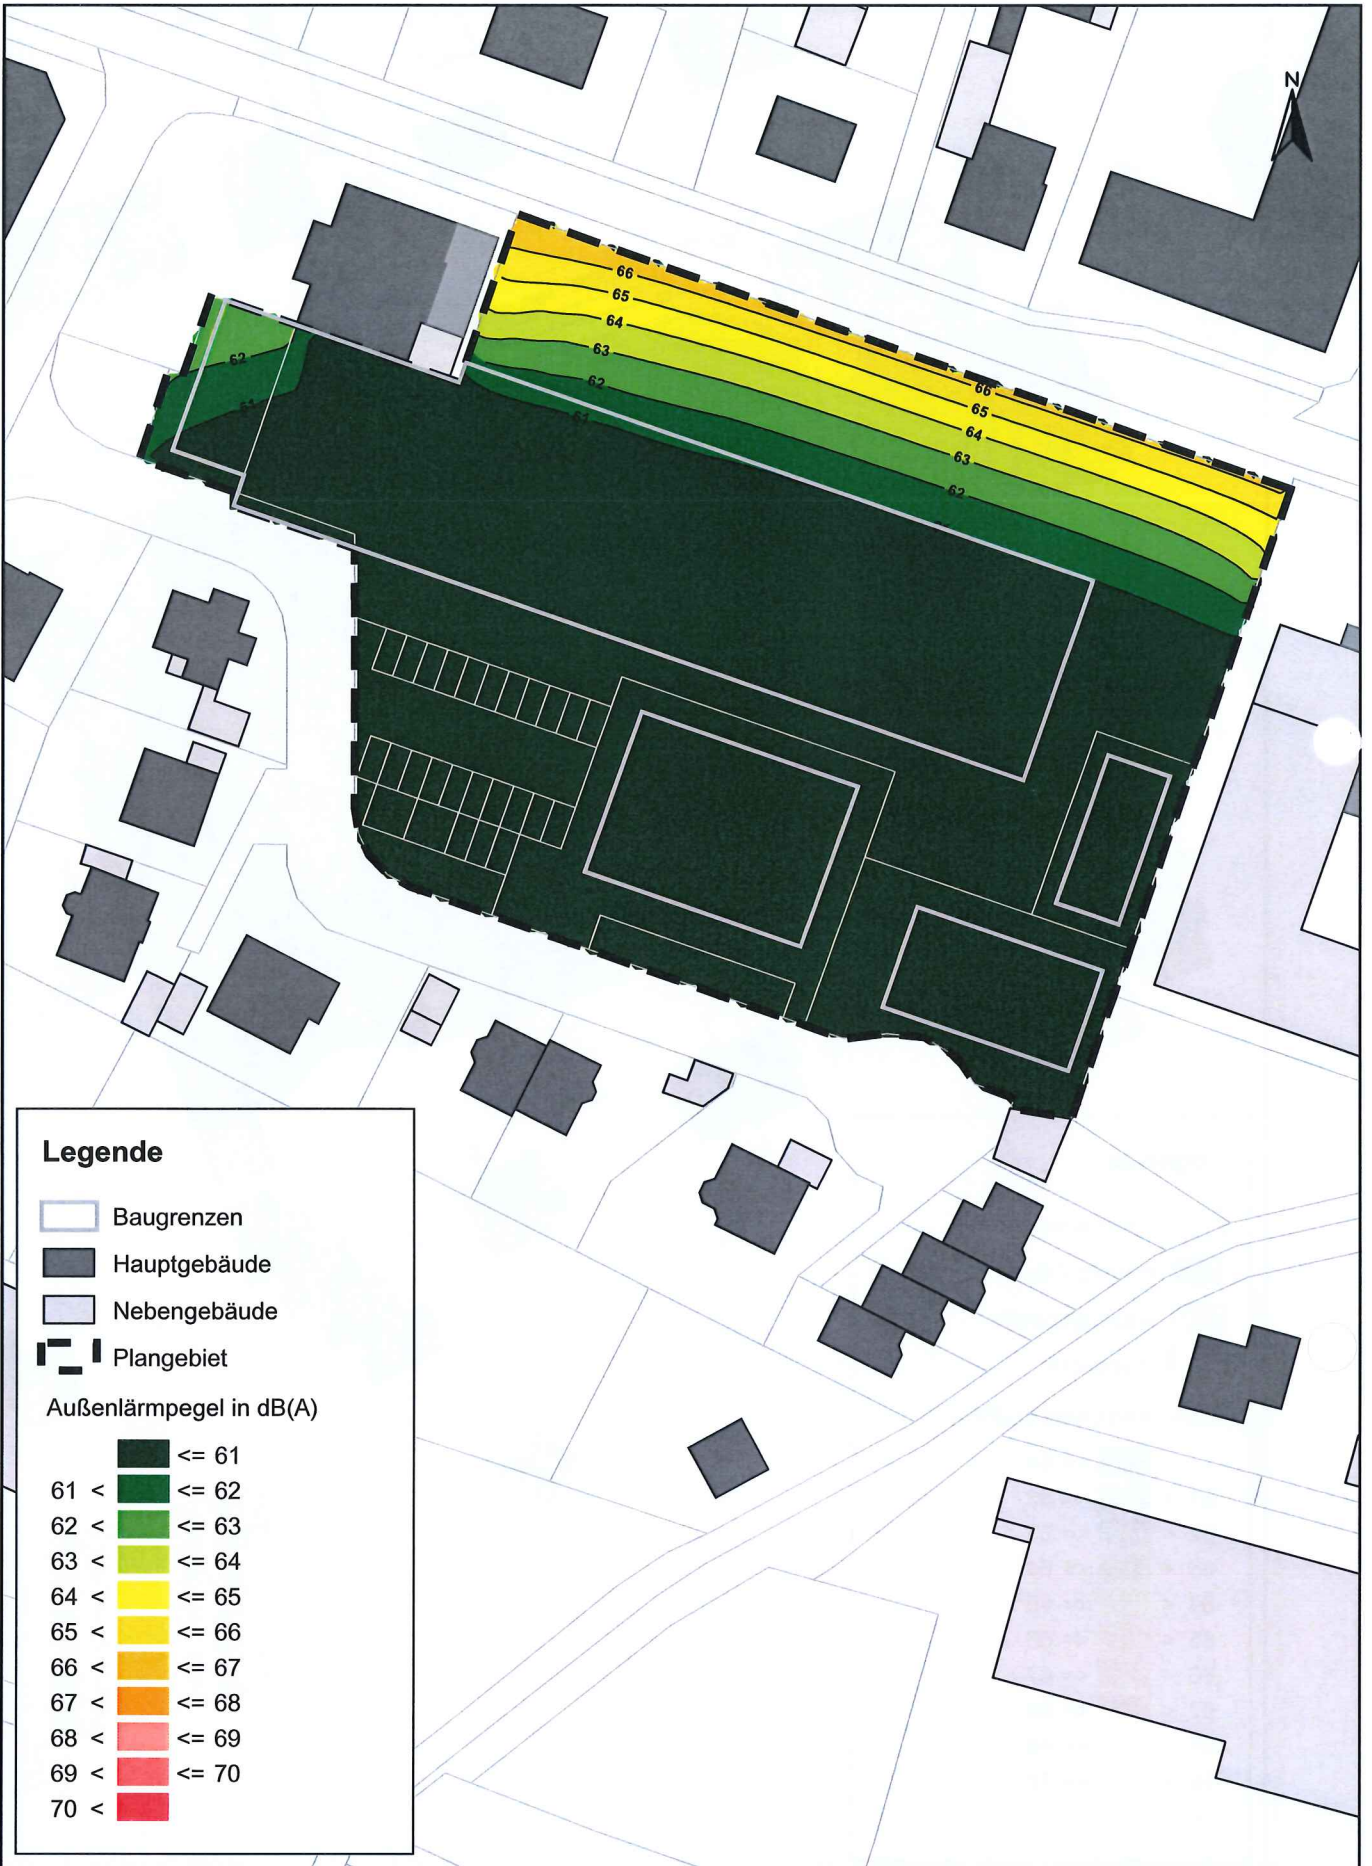 N
66
65
64
63
62
61
66
65
64
63
62
62
61
Legende
Baugrenzen
Hauptgebäude
Nebengebäude
Plangebiet
Außenlärmpegel in dB(A)
<= 61
61 < <= 62
62 < <= 63
63 < <= 64
64 < <= 65
65 < <= 66
66 < <= 67
67 < <= 68
68 < <= 69
69 < <= 70
70 <